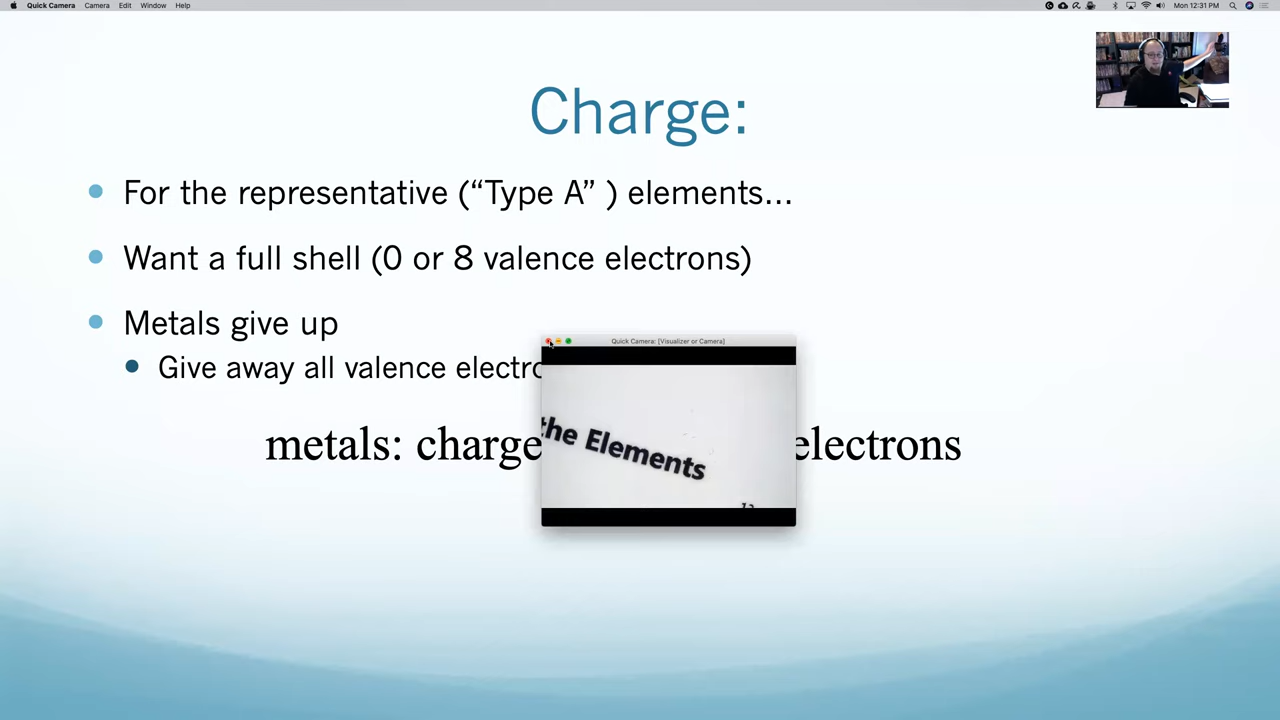 Quick Camera Camera Edit Window Help Mon 12:31 PM
Charge:
For the representative (“Type A” ) elements...
Want a full shell (0 or 8 valence electrons)
Metals give up
Give away all valence electro
Quick Camera: [Visualizer or Camera]
the Elements
metals: charge electrons